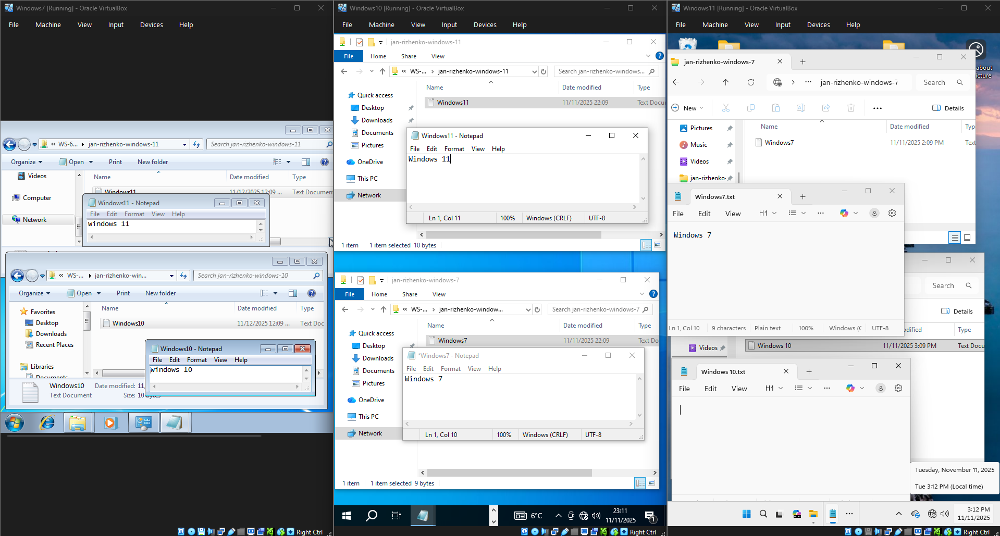 Windows7 [Running] - Oracle VirtualBox
File Machine View Input Devices Help
WS-6... jan-rizhenko-windows-11
Search jan-rizhenko-windows-11
Organize Open Print New folder
Videos
Computer
Network
Name Date modified Type
Windows11 11/12/2025 12:09 ... Text Document
Windows11 - Notepad
File Edit Format View Help
Windows 11
WS-... jan-rizhenko-win...
Search jan-rizhenko-windows-10
Organize Open Print New folder
Favorites
Desktop
Downloads
Recent Places
Libraries
Documents
Name Date modified Type
Windows10 11/12/2025 12:09 ... Text Doc
Windows10 - Notepad
File Edit Format View Help
Windows 10
Windows10 Date modified: 11,
Text Document Size: 10 bytes
Right Ctrl
Windows10 [Running] - Oracle VirtualBox
File Machine View Input Devices Help
jan-rizhenko-windows-11
File Home Share View
WS-... jan-rizhenko-windows-11
Search jan-rizhenko-windows...
Quick access
Desktop
Downloads
Documents
Pictures
OneDrive
This PC
Network
Name Date modified Type
Windows11 11/11/2025 22:09 Text Docu
Windows11 - Notepad
File Edit Format View Help
Windows 11
Ln 1, Col 11 100% Windows (CRLF) UTF-8
1 item 1 item selected 10 bytes
jan-rizhenko-windows-7
File Home Share View
WS-... jan-rizhenko-window...
Search jan-rizhenko-windows-7
Quick access
Desktop
Downloads
Documents
Pictures
OneDrive
This PC
Network
Name Date modified Type
Windows7 11/11/2025 22:09 Text Do
*Windows7 - Notepad
File Edit Format View Help
Windows 7
Ln 1, Col 10 100% Windows (CRLF) UTF-8
1 item 1 item selected 9 bytes
6°C
23:11
11/11/2025
1
Right Ctrl
Windows11 [Running] - Oracle VirtualBox
File Machine View Input Devices Help
about
icture
jan-rizhenko-windows-7
jan-rizhenko-windows-7
Search
New Details
Pictures
Music
Videos
jan-rizhenko-
Name Date modified Typ
Windows7 11/11/2025 2:09 PM Text
Windows7.txt
File Edit View H1
Windows 7
Ln 1, Col 10 9 characters Plain text 100% Windows (C UTF-8
Search
Details
odified Type
Videos
Windows 10 11/11/2025 3:09 PM Text Docu
Windows 10.txt
File Edit View H1
Tuesday, November 11, 2025
Tue 3:12 PM (Local time)
3:12 PM
11/11/2025
Right Ctrl